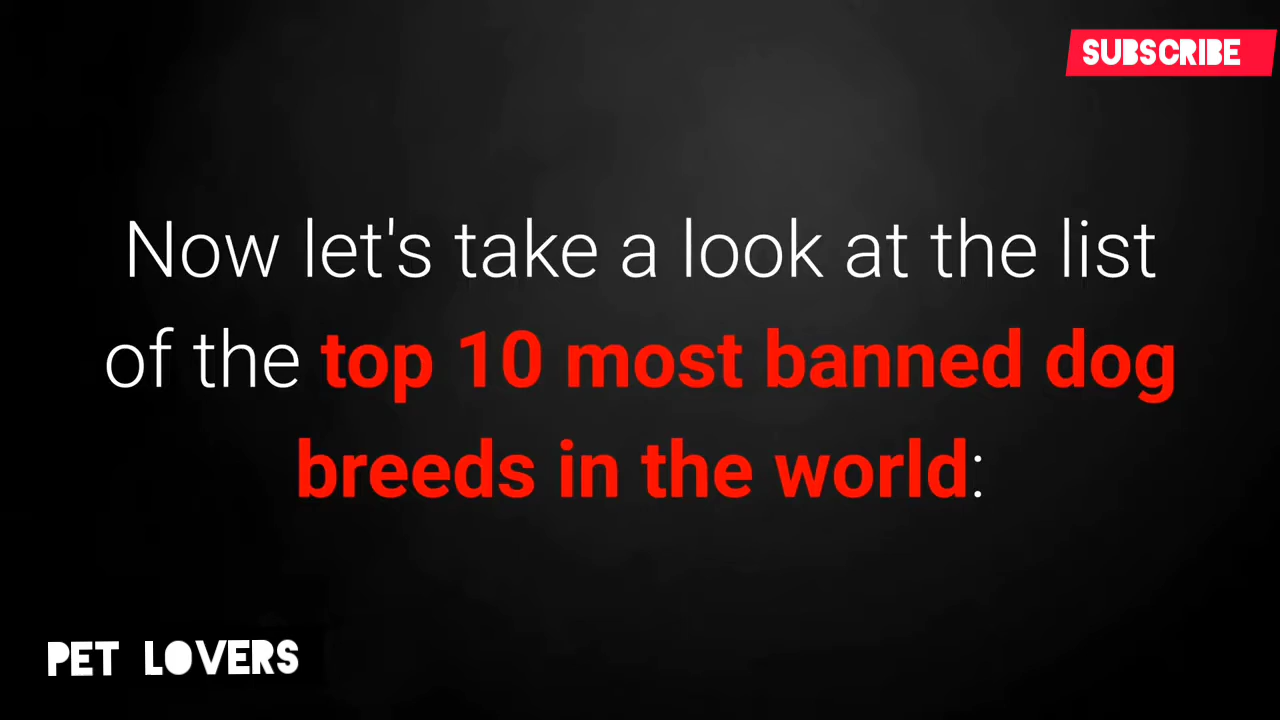 SUBSCRIBE
Now let's take a look at the list
of the top 10 most banned dog
breeds in the world:
PET LOVERS